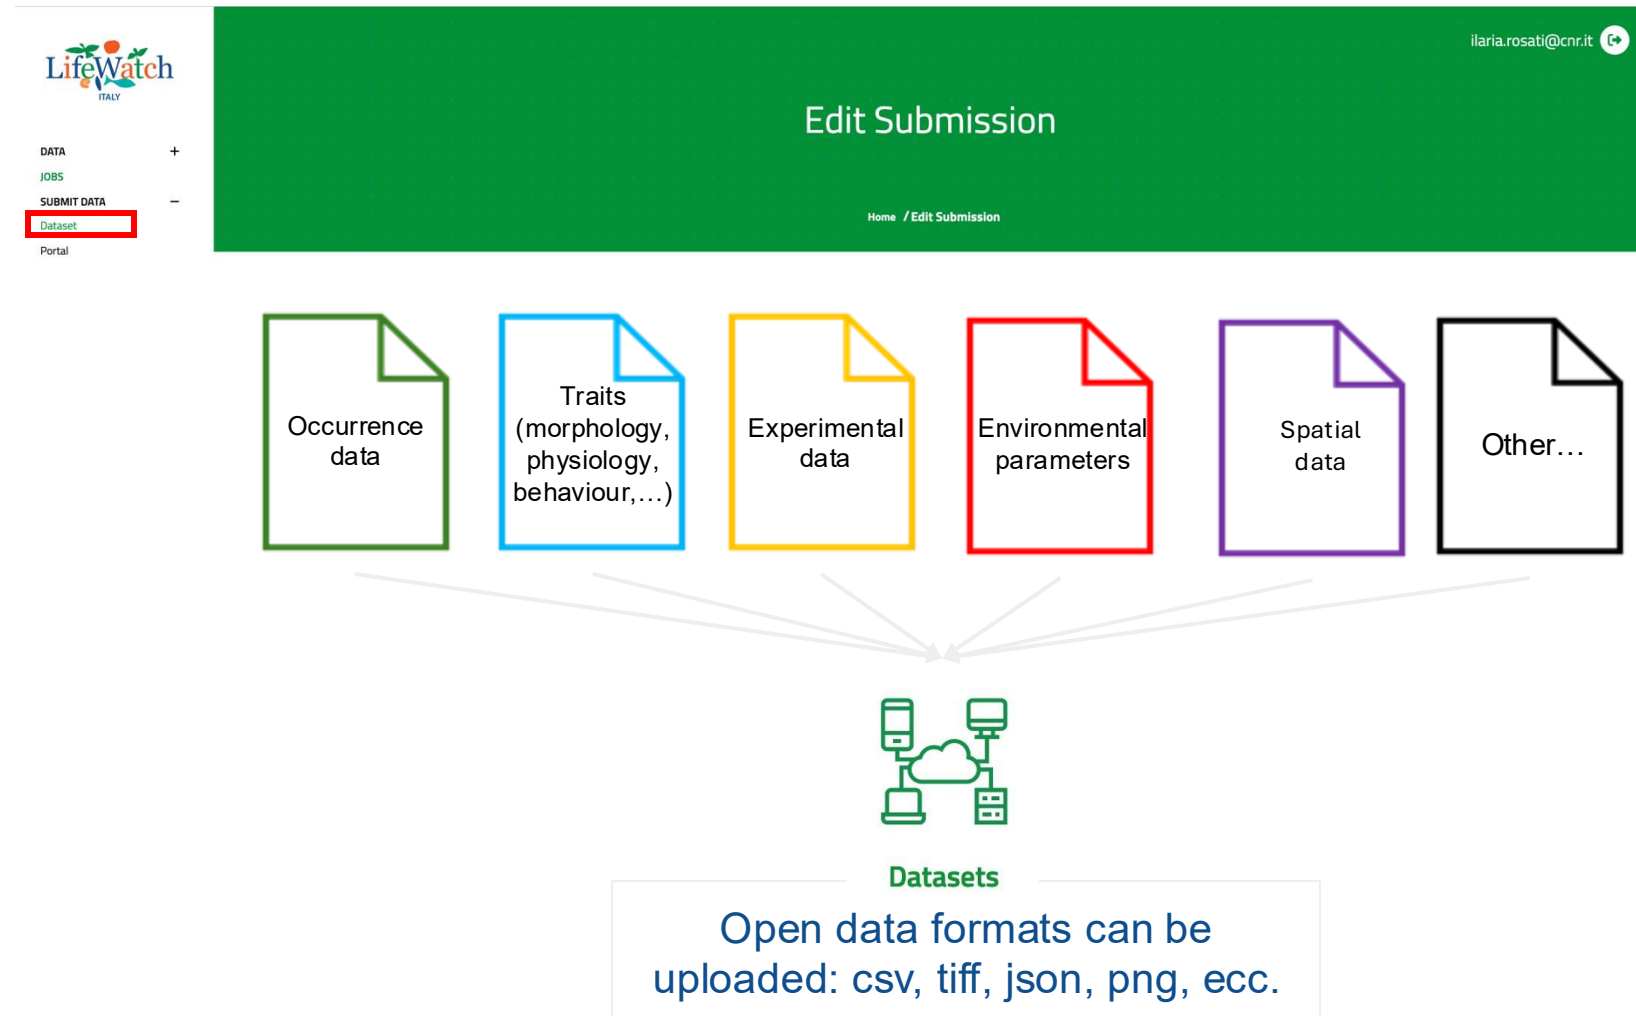 LifeWatch
ITALY
ilaria.rosati@cnr.it
Edit Submission
Home / Edit Submission
DATA +
JOBS
SUBMIT DATA −
Dataset
Portal
Occurrence
data
Traits
(morphology,
physiology,
behaviour,...)
Experimental
data
Environmental
parameters
Spatial
data
Other...
Datasets
Open data formats can be
uploaded: csv, tiff, json, png, ecc.